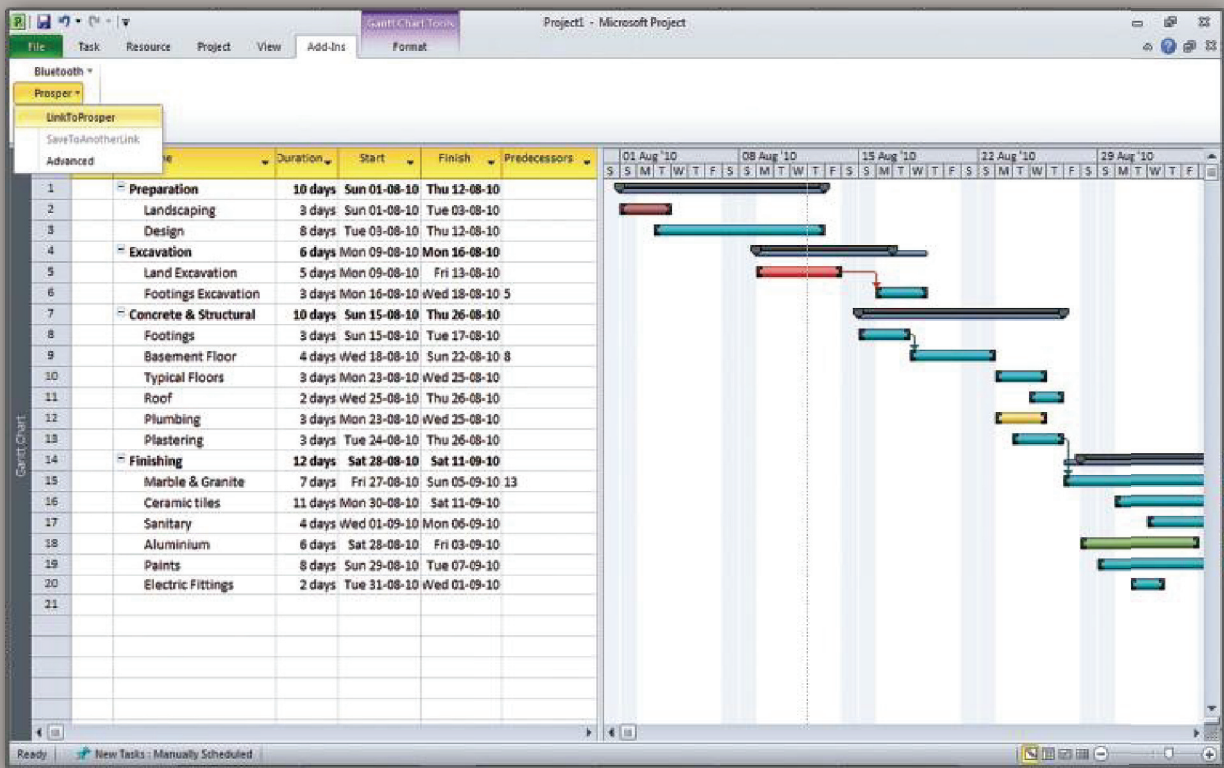 Gantt Chart Tools
Project1 - Microsoft Project
File Task Resource Project View Add-Ins Format
Bluetooth
Prosper
LinkToProsper
SaveToAnotherLink
Advanced
Duration Start Finish Predecessors
01 Aug '10 08 Aug '10 15 Aug '10 22 Aug '10 29 Aug '10
S S M T W T F S S M T W T F S S M T W T F S S M T W T F S S M T W T F
1 Preparation 10 days Sun 01-08-10 Thu 12-08-10
2 Landscaping 3 days Sun 01-08-10 Tue 03-08-10
3 Design 8 days Tue 03-08-10 Thu 12-08-10
4 Excavation 6 days Mon 09-08-10 Mon 16-08-10
5 Land Excavation 5 days Mon 09-08-10 Fri 13-08-10
6 Footings Excavation 3 days Mon 16-08-10 Wed 18-08-10 5
7 Concrete & Structural 10 days Sun 15-08-10 Thu 26-08-10
8 Footings 3 days Sun 15-08-10 Tue 17-08-10
9 Basement Floor 4 days Wed 18-08-10 Sun 22-08-10 8
10 Typical Floors 3 days Mon 23-08-10 Wed 25-08-10
11 Roof 2 days Wed 25-08-10 Thu 26-08-10
12 Plumbing 3 days Mon 23-08-10 Wed 25-08-10
13 Plastering 3 days Tue 24-08-10 Thu 26-08-10
14 Finishing 12 days Sat 28-08-10 Sat 11-09-10
15 Marble & Granite 7 days Fri 27-08-10 Sun 05-09-10 13
16 Ceramic tiles 11 days Mon 30-08-10 Sat 11-09-10
17 Sanitary 4 days Wed 01-09-10 Mon 06-09-10
18 Aluminium 6 days Sat 28-08-10 Fri 03-09-10
19 Paints 8 days Sun 29-08-10 Tue 07-09-10
20 Electric Fittings 2 days Tue 31-08-10 Wed 01-09-10
21
Gantt Chart
Ready New Tasks : Manually Scheduled